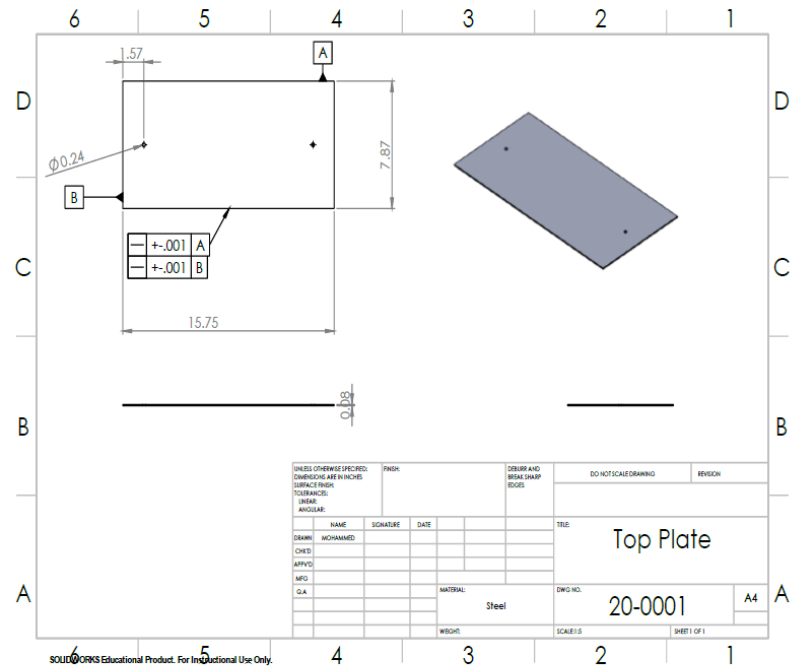 6 5 4 3 2 1
D D
1.57
A
Ø0.24
7.87
B
— +-.001 A
— +-.001 B
C C
15.75
0.08
B B
UNLESS OTHERWISE SPECIFIED:
DIMENSIONS ARE IN INCHES
SURFACE FINISH:
TOLERANCES:
LINEAR:
ANGULAR:
FINISH:
DEBURR AND
BREAK SHARP
EDGES
DO NOT SCALE DRAWING
REVISION
NAME SIGNATURE DATE
DRAWN MOHAMMED
CHK'D
APPV'D
MFG
Q.A
TITLE:
Top Plate
MATERIAL:
Steel
DWG NO.
20-0001
A4
WEIGHT:
SCALE:1:5
SHEET 1 OF 1
A A
SOLIDWORKS Educational Product. For Instructional Use Only.
6 5 4 3 2 1